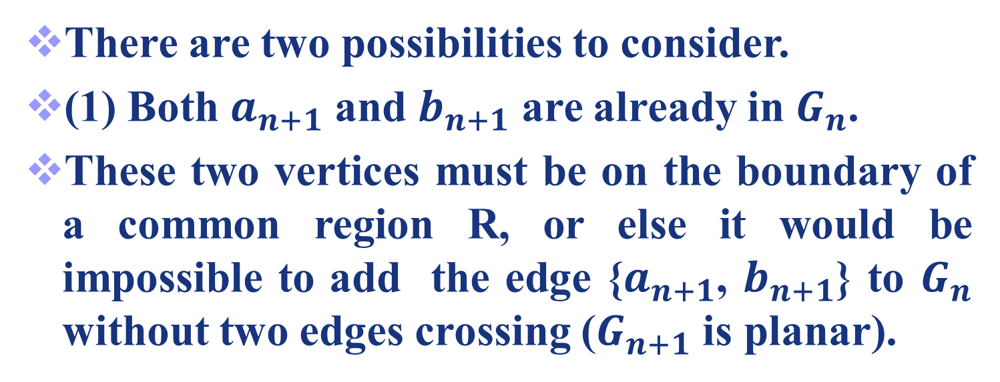 ❖There are two possibilities to consider.
❖(1) Both $a_{n+1}$ and $b_{n+1}$ are already in $G_n$.
❖These two vertices must be on the boundary of
a common region R, or else it would be
impossible to add the edge {$a_{n+1}$, $b_{n+1}$} to $G_n$
without two edges crossing ($G_{n+1}$ is planar).